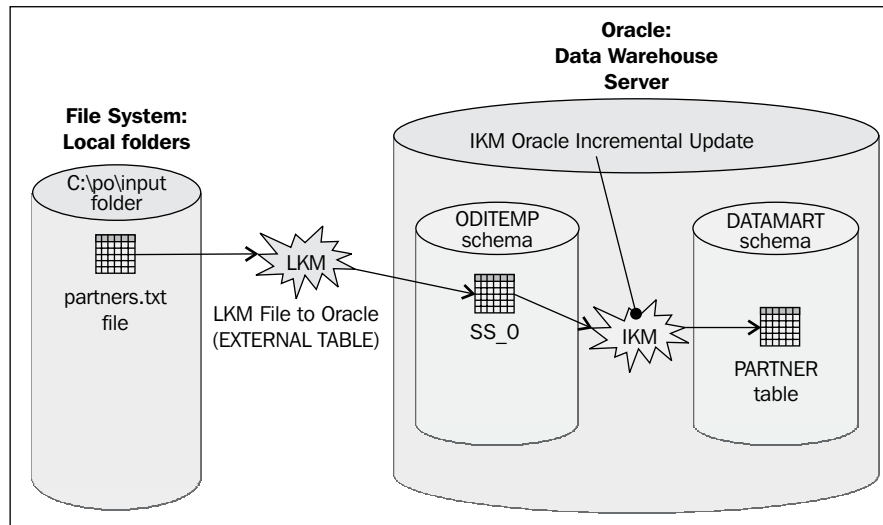 Oracle:
Data Warehouse
Server
File System:
Local folders
IKM Oracle Incremental Update
C:\po\input
folder
ODITEMP
schema
DATAMART
schema
LKM
partners.txt
file
LKM File to Oracle
(EXTERNAL TABLE)
SS_0
IKM
PARTNER
table